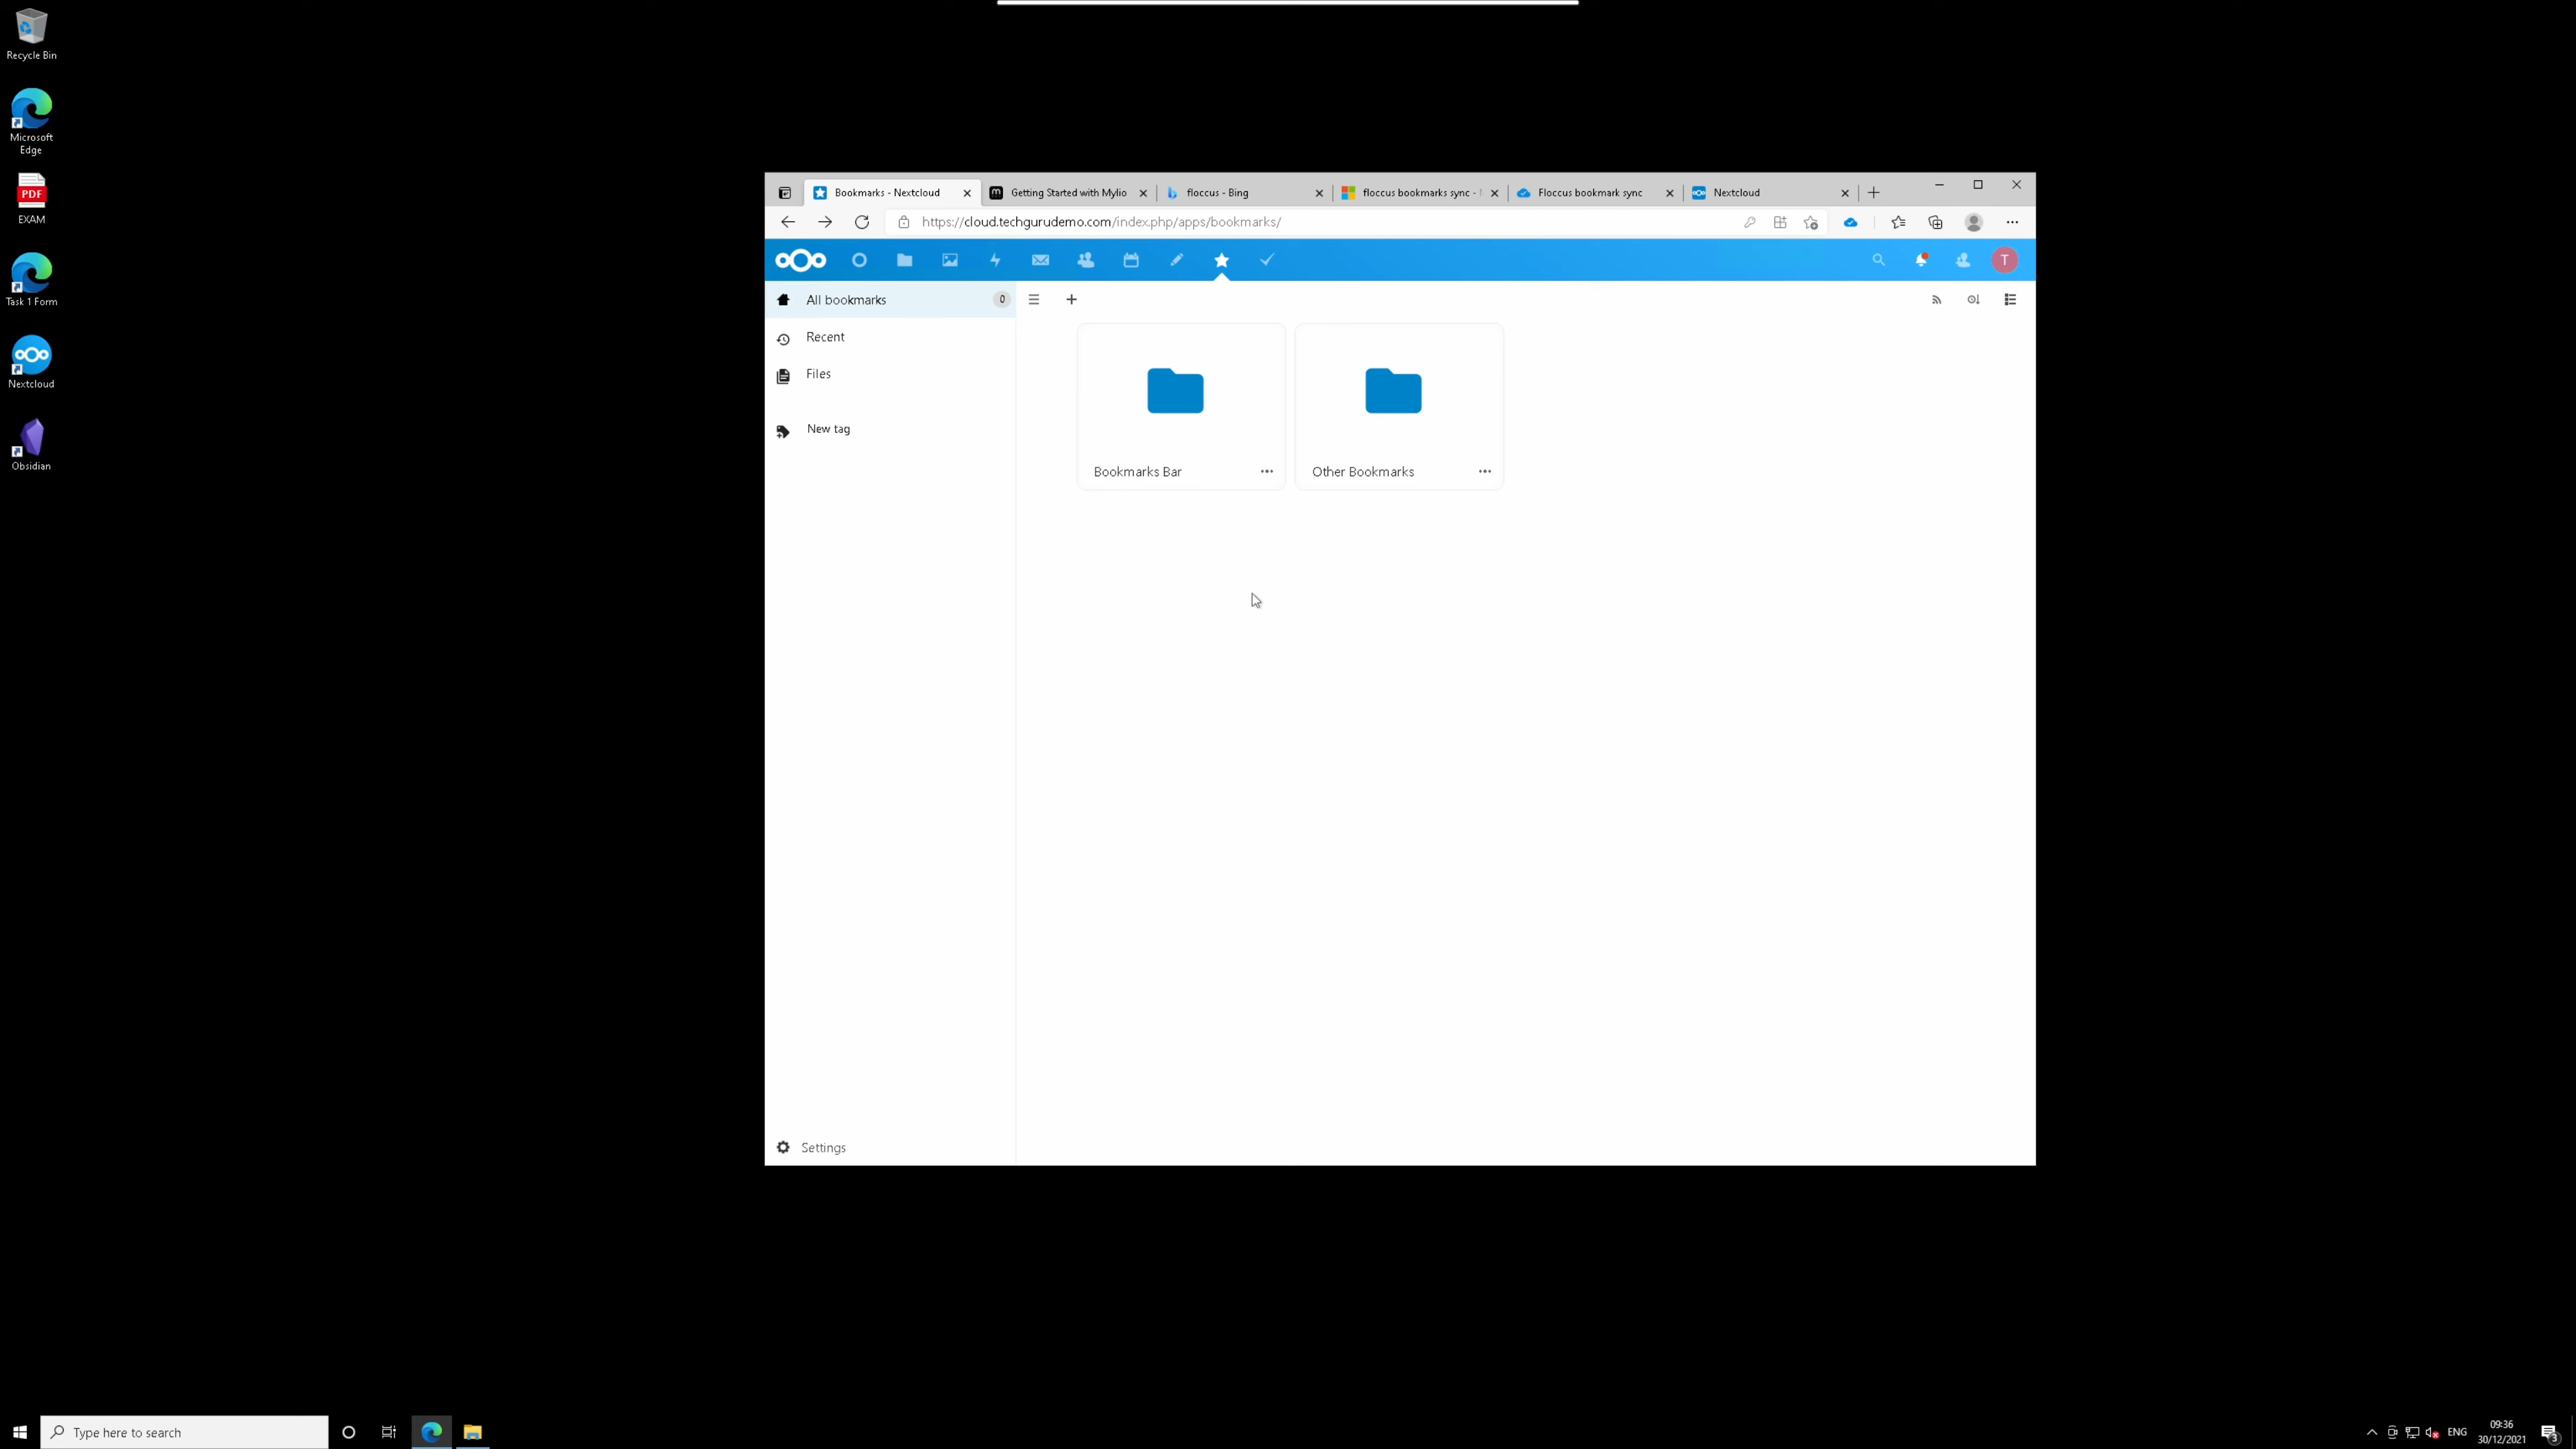 Recycle Bin
Microsoft
Edge
PDF
EXAM
Task 1 Form
Nextcloud
Obsidian
Bookmarks - Nextcloud
Getting Started with Mylio
floccus - Bing
floccus bookmarks sync -
Floccus bookmark sync
Nextcloud
https://cloud.techgurudemo.com/index.php/apps/bookmarks/
T
All bookmarks
0
Recent
Files
New tag
Bookmarks Bar
Other Bookmarks
Settings
Type here to search
ENG
09:36
30/12/2021
3